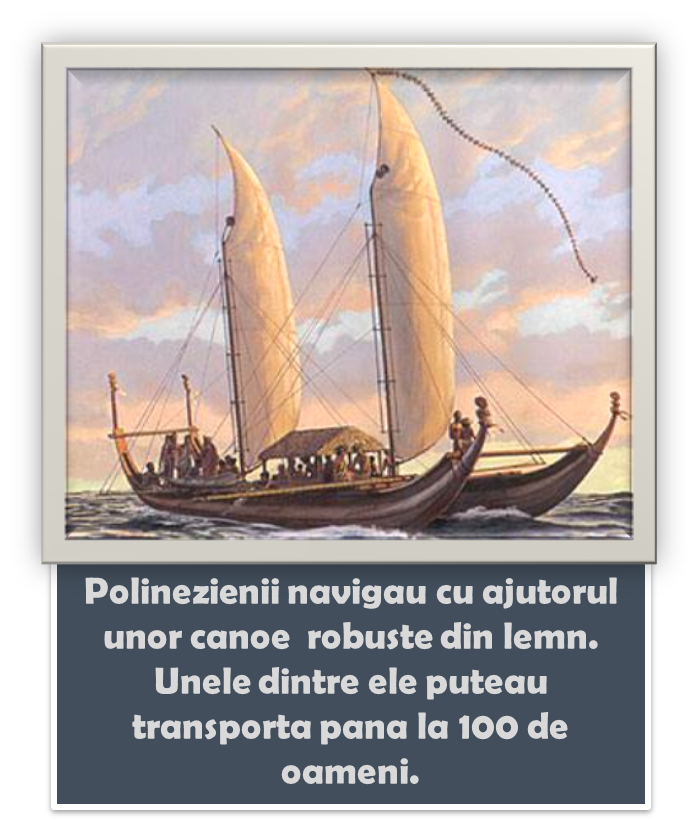 Polinezienii navigau cu ajutorul
unor canoe  robuste din lemn.
Unele dintre ele puteau
transporta pana la 100 de
oameni.